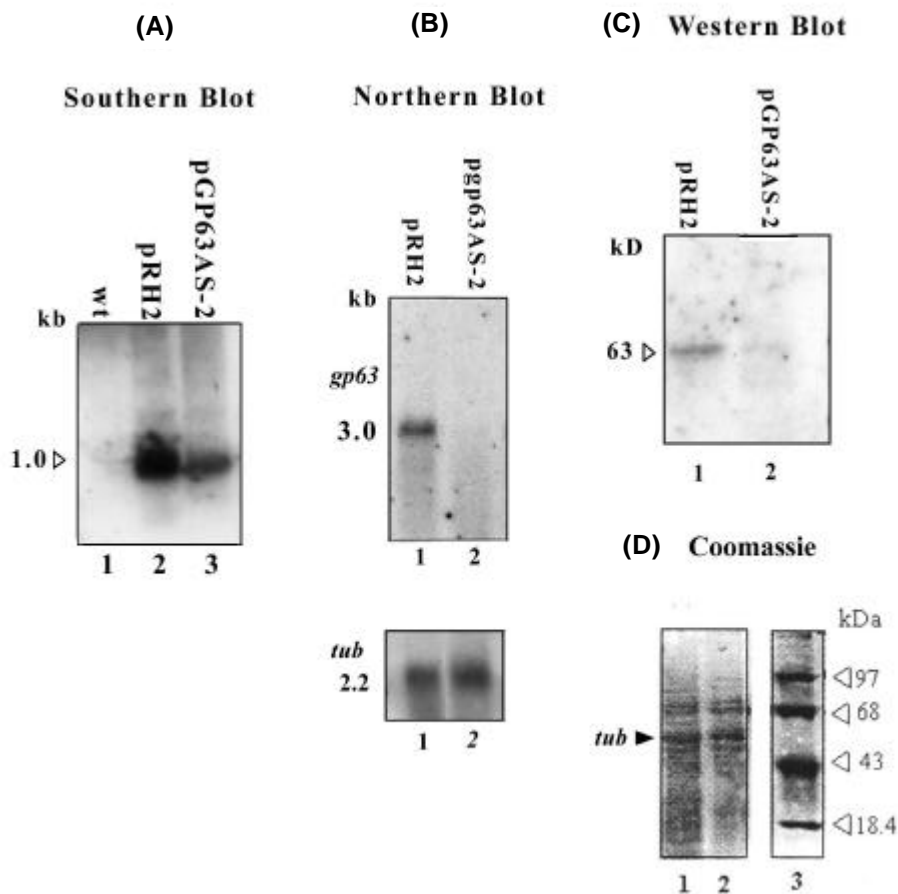 (A)
Southern Blot
wt
pRH2
pGP63AS-2
kb
1.0
1 2 3
(B)
Northern Blot
pRH2
pgp63AS-2
kb
gp63
3.0
1 2
tub
2.2
1 2
(C) Western Blot
pRH2
pGP63AS-2
kD
63
1 2
(D) Coomassie
kDa
97
68
tub
43
18.4
1 2 3